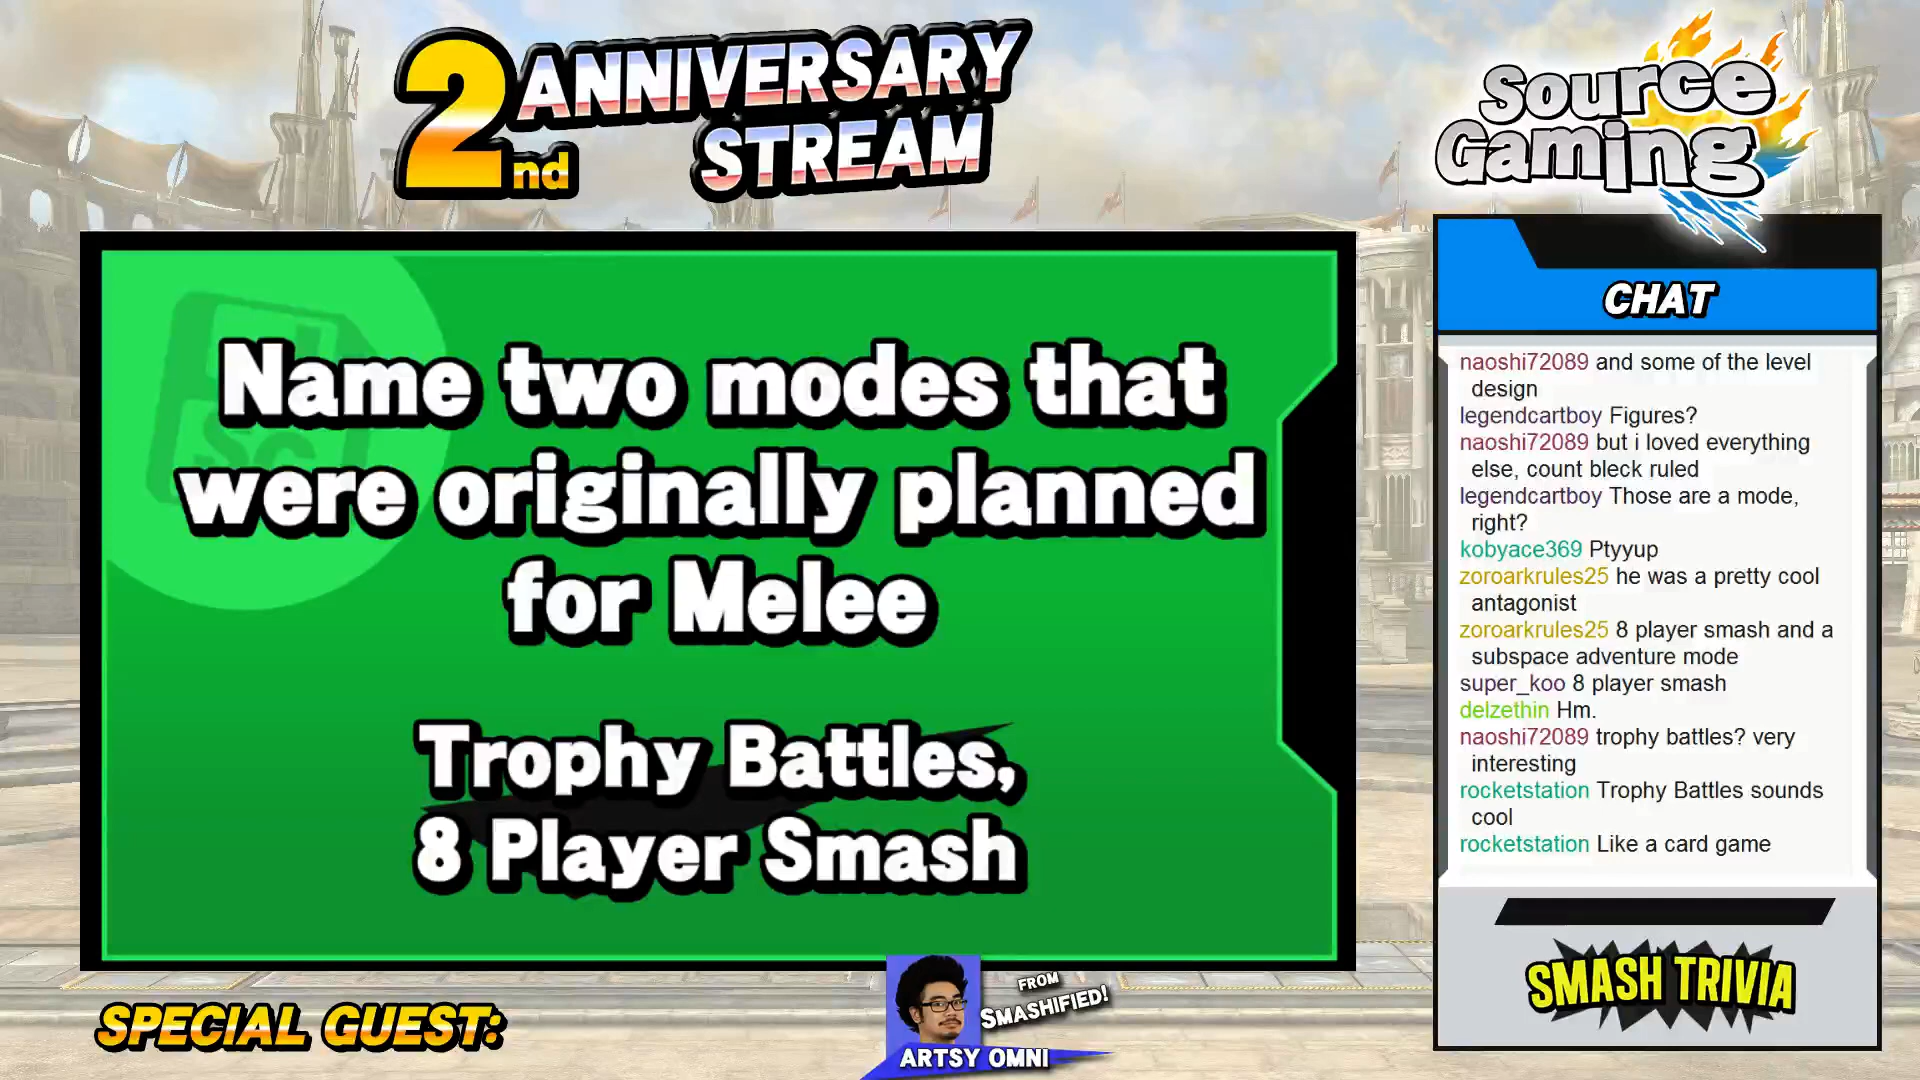 2nd ANNIVERSARY
STREAM
Source
Gaming
Sc
Name two modes that
were originally planned
for Melee
Trophy Battles,
8 Player Smash
CHAT
naoshi72089 and some of the level
design
legendcartboy Figures?
naoshi72089 but i loved everything
else, count bleck ruled
legendcartboy Those are a mode,
right?
kobyace369 Ptyyup
zoroarkrules25 he was a pretty cool
antagonist
zoroarkrules25 8 player smash and a
subspace adventure mode
super_koo 8 player smash
delzethin Hm.
naoshi72089 trophy battles? very
interesting
rocketstation Trophy Battles sounds
cool
rocketstation Like a card game
SMASH TRIVIA
SPECIAL GUEST:
FROM
SMASHIFIED!
ARTSY OMNI